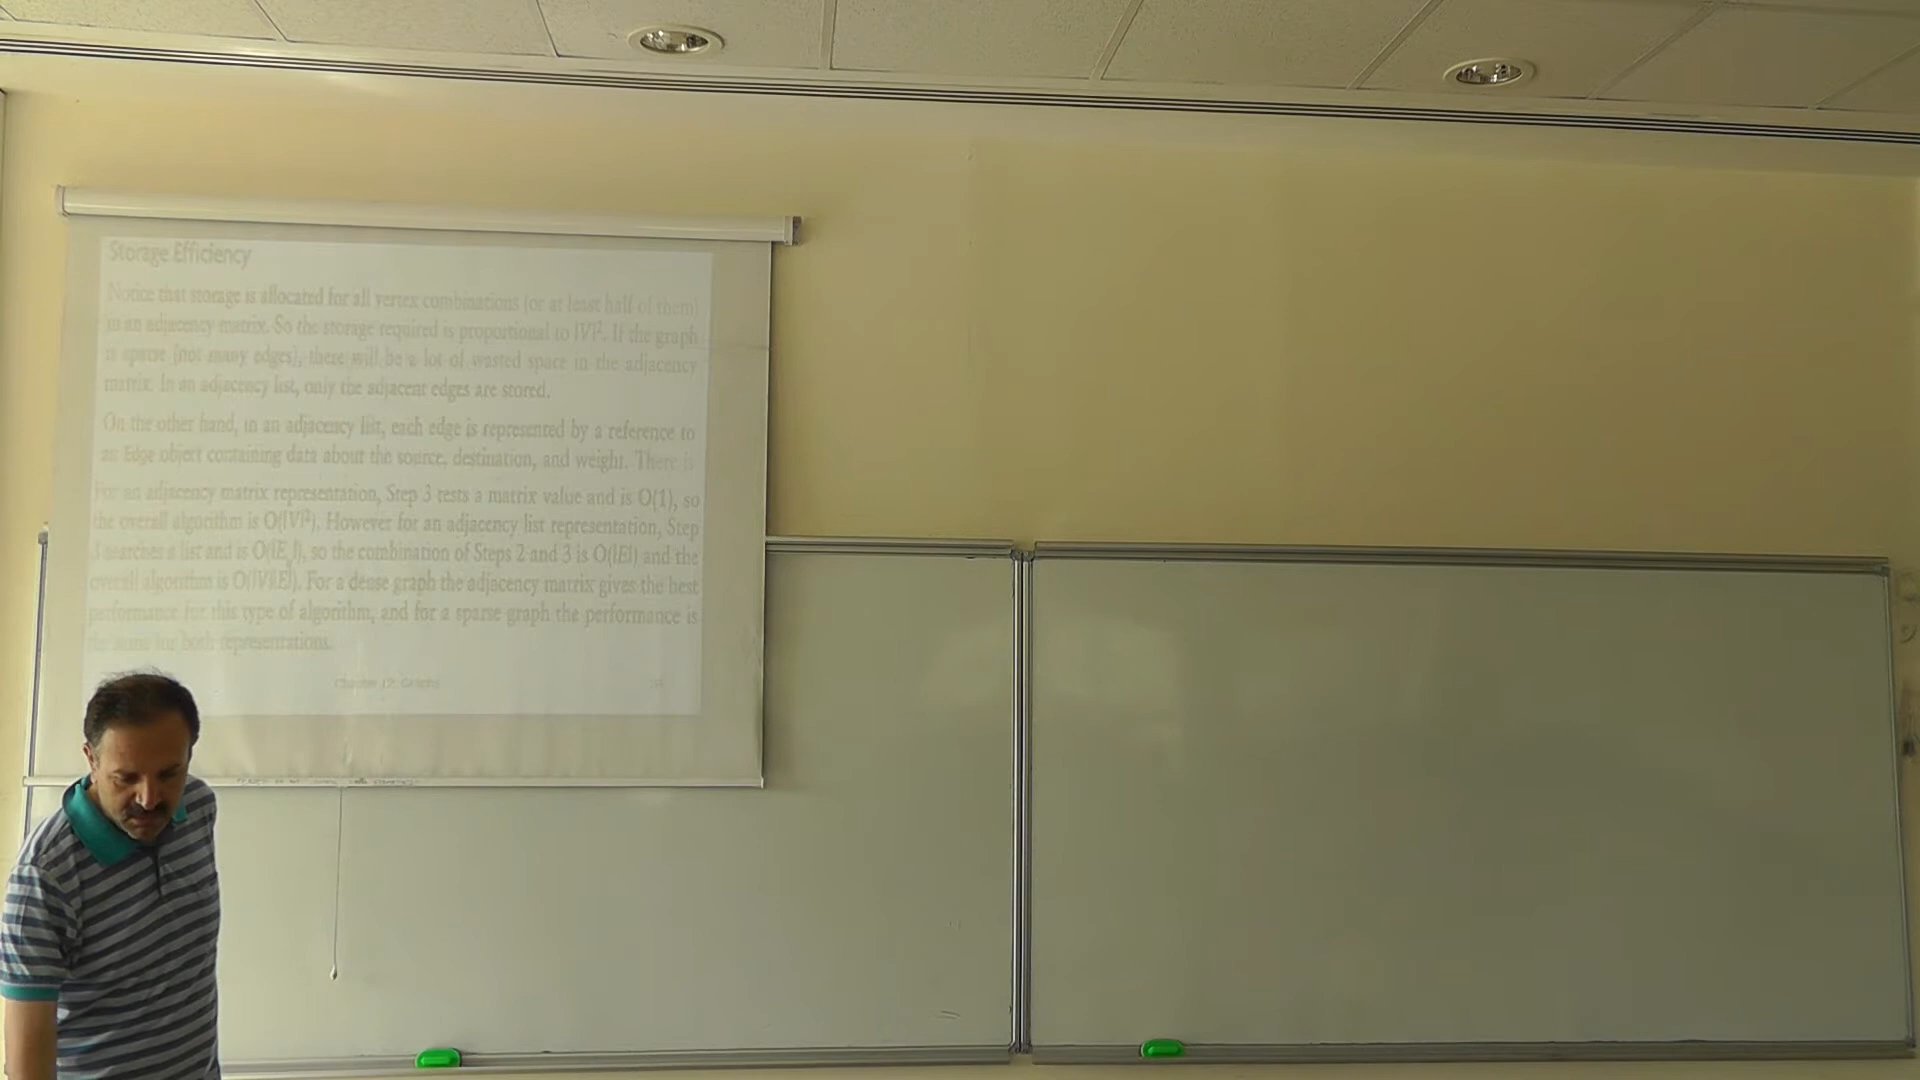 Storage Efficiency
Notice that storage is allocated for all vertex combinations (or at least half of them)
in an adjacency matrix. So the storage required is proportional to |V|². If the graph
is sparse (not many edges), there will be a lot of wasted space in the adjacency
matrix. In an adjacency list, only the adjacent edges are stored.
On the other hand, in an adjacency list, each edge is represented by a reference to
an Edge object containing data about the source, destination, and weight. There is
For an adjacency matrix representation, Step 3 tests a matrix value and is O(1), so
the overall algorithm is O(|V|²). However for an adjacency list representation, Step
3 searches a list and is O(|E |), so the combination of Steps 2 and 3 is O(|E|) and the
overall algorithm is O(|V||E|). For a dense graph the adjacency matrix gives the best
performance for this type of algorithm, and for a sparse graph the performance is
the same for both representations.
Chapter 12: Graphs